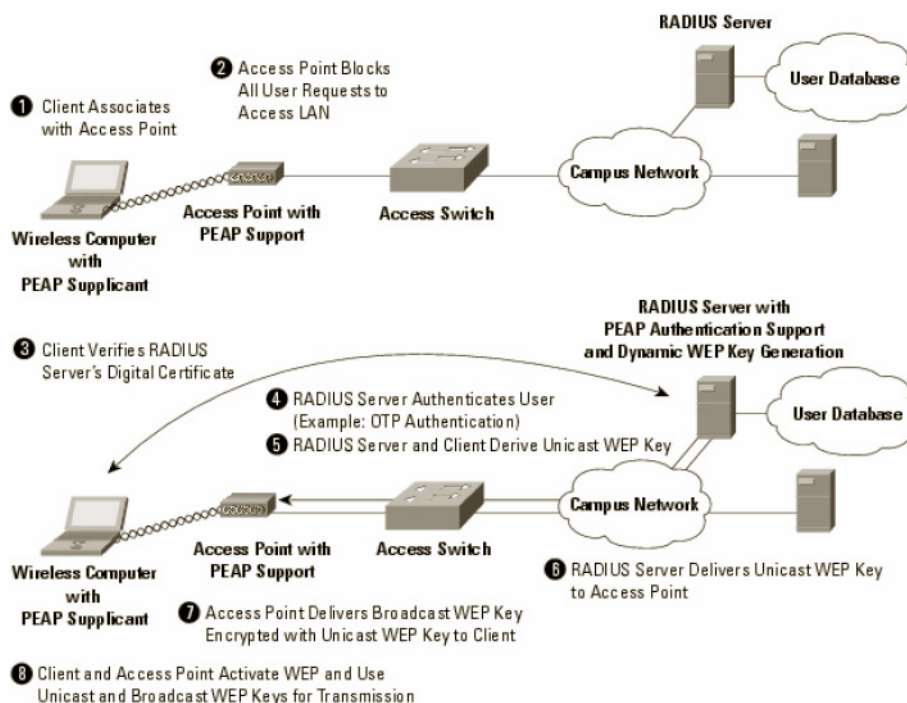 RADIUS Server
2 Access Point Blocks
All User Requests to
Access LAN
User Database
1 Client Associates
with Access Point
Campus Network
Access Point with
PEAP Support
Access Switch
Wireless Computer
with
PEAP Supplicant
RADIUS Server with
PEAP Authentication Support
and Dynamic WEP Key Generation
3 Client Verifies RADIUS
Server's Digital Certificate
4 RADIUS Server Authenticates User
(Example: OTP Authentication)
User Database
5 RADIUS Server and Client Derive Unicast WEP Key
Campus Network
Access Point with
PEAP Support
Access Switch
Wireless Computer
with
PEAP Supplicant
6 RADIUS Server Delivers Unicast WEP Key
to Access Point
7 Access Point Delivers Broadcast WEP Key
Encrypted with Unicast WEP Key to Client
8 Client and Access Point Activate WEP and Use
Unicast and Broadcast WEP Keys for Transmission